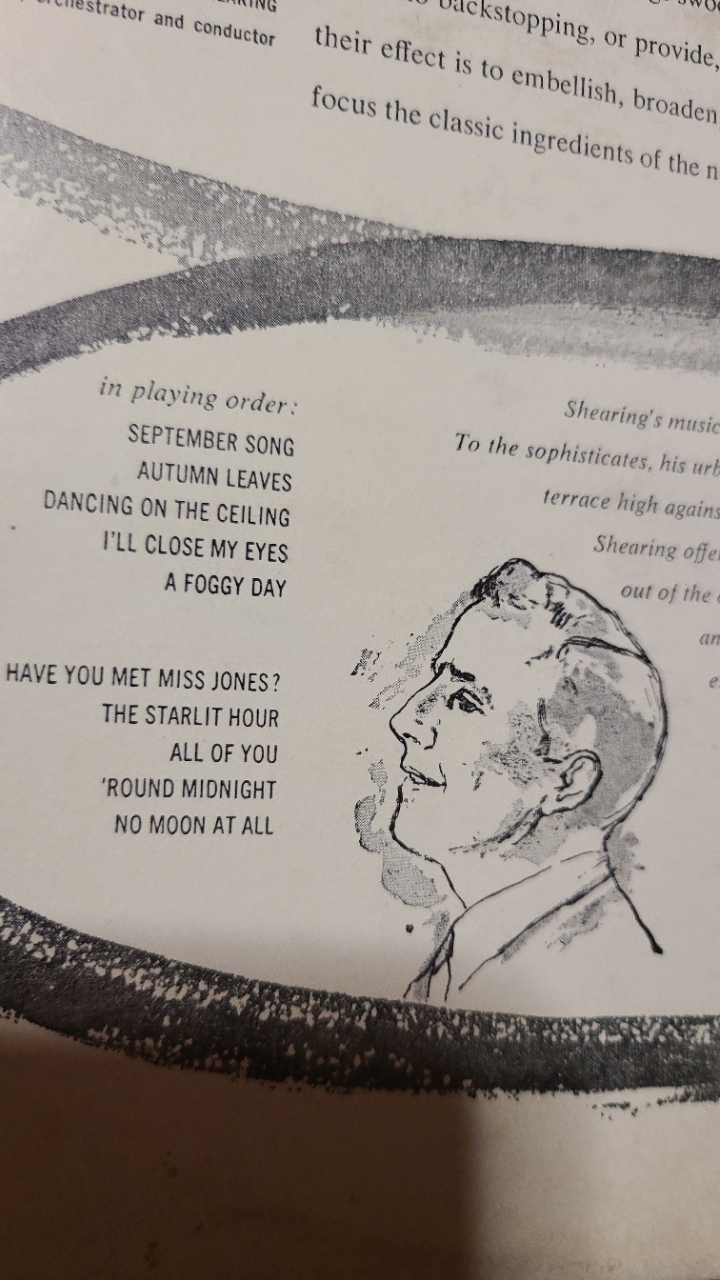 orchestrator and conductor
backstopping, or provide,
their effect is to embellish, broaden
focus the classic ingredients of the
in playing order:
SEPTEMBER SONG
AUTUMN LEAVES
DANCING ON THE CEILING
I'LL CLOSE MY EYES
A FOGGY DAY
HAVE YOU MET MISS JONES?
THE STARLIT HOUR
ALL OF YOU
'ROUND MIDNIGHT
NO MOON AT ALL
Shearing's music
To the sophisticates, his
terrace high
Shearing
out of the